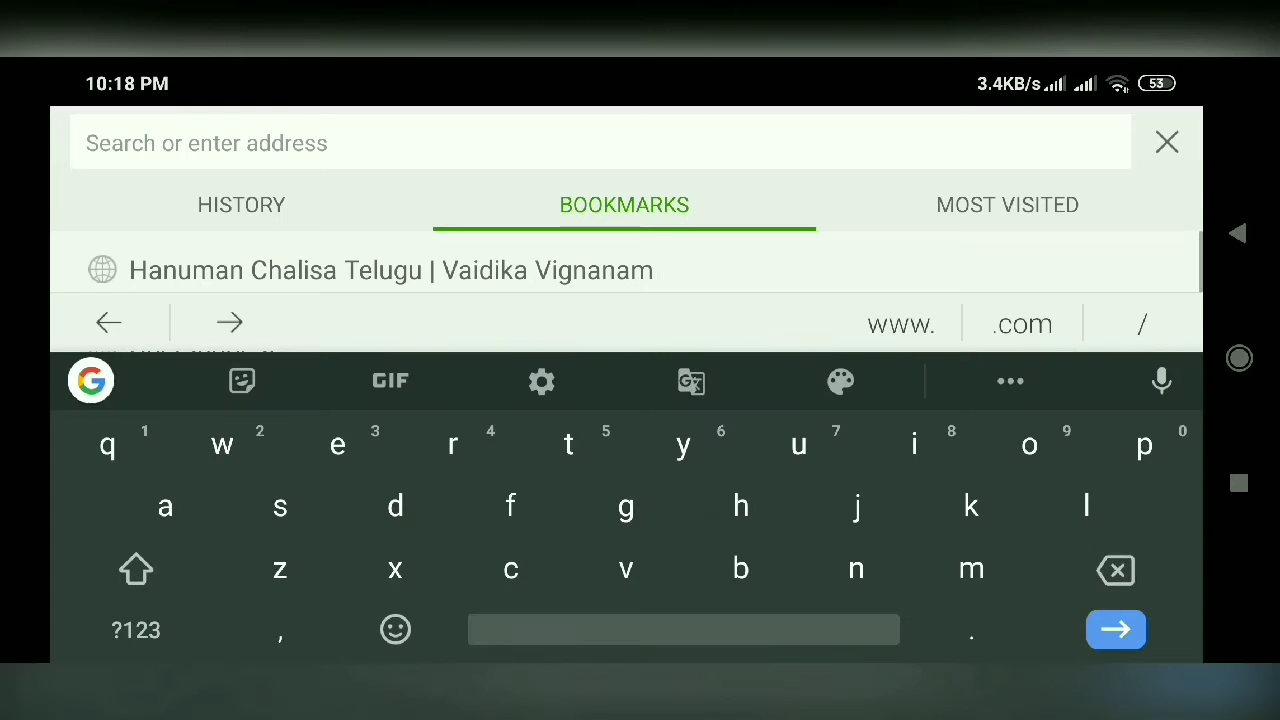 10:18 PM 3.4KB/s 53
Search or enter address
HISTORY BOOKMARKS MOST VISITED
Hanuman Chalisa Telugu | Vaidika Vignanam
www. .com /
G GIF
q 1 w 2 e 3 r 4 t 5 y 6 u 7 i 8 o 9 p 0
a s d f g h j k l
z x c v b n m
?123 , .